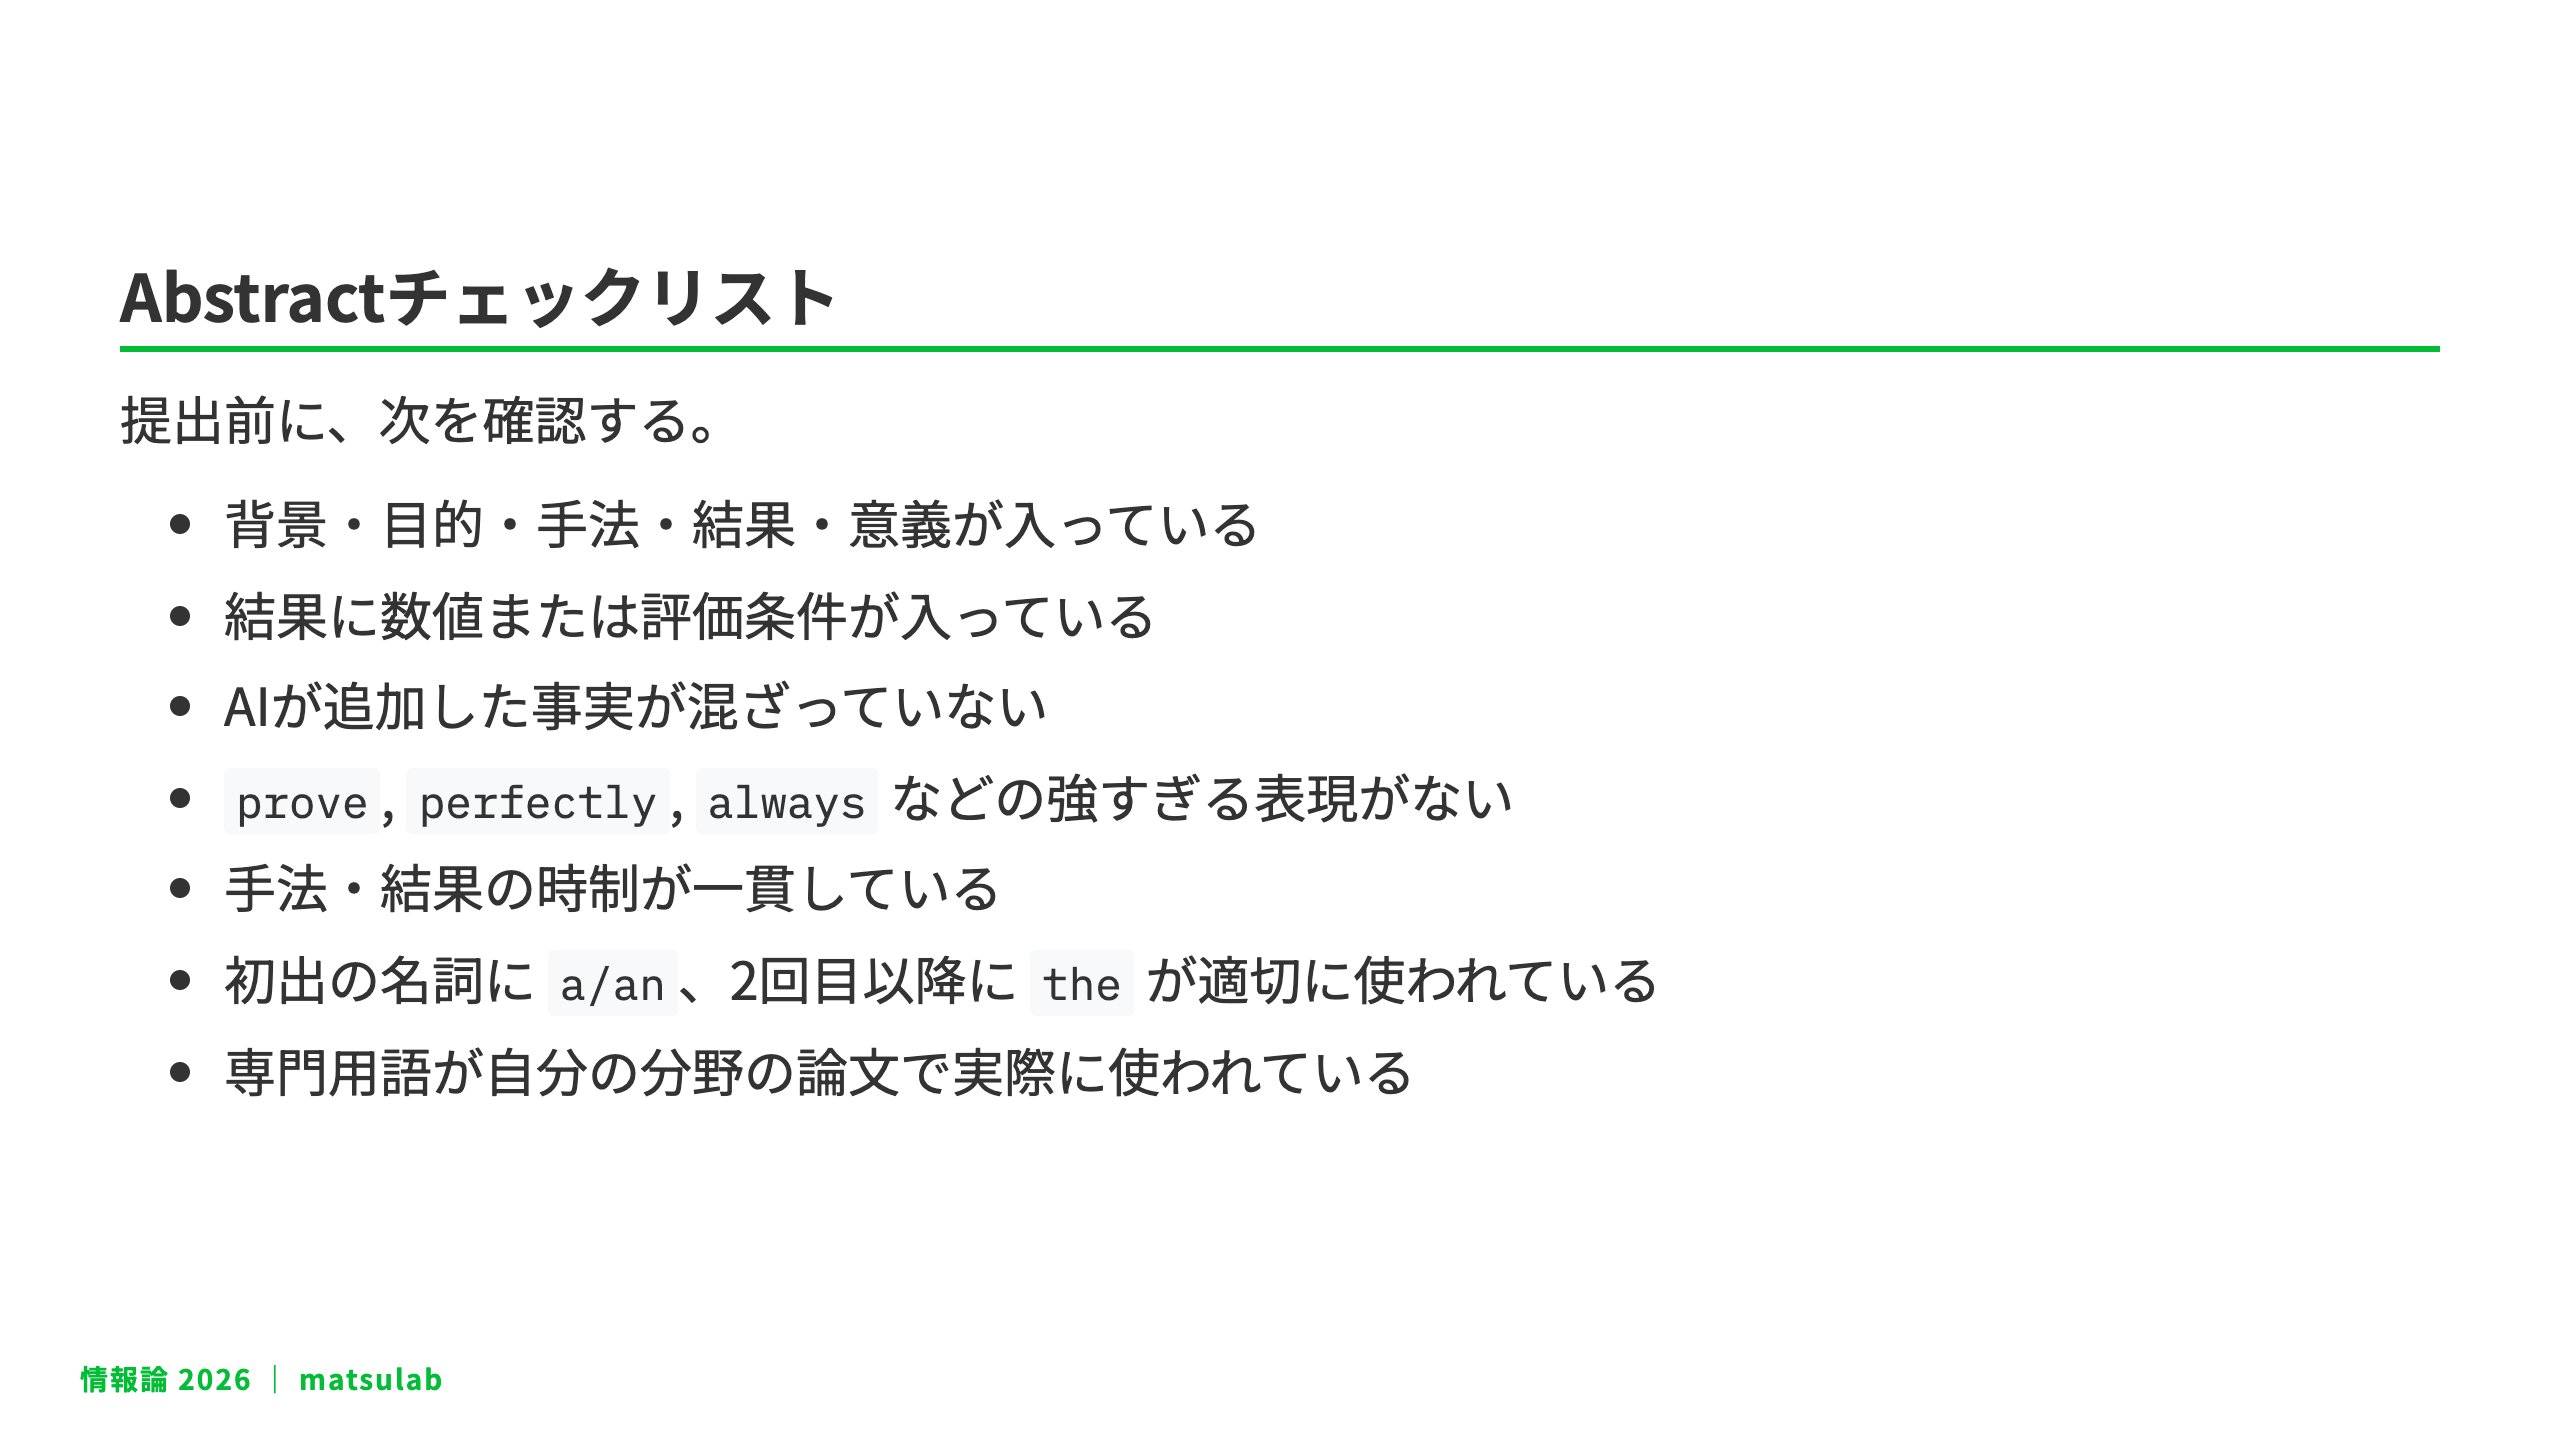 Abstractチェックリスト
提出前に、次を確認する。
• 背景・目的・手法・結果・意義が入っている
• 結果に数値または評価条件が入っている
• AIが追加した事実が混ざっていない
• prove, perfectly, always などの強すぎる表現がない
• 手法・結果の時制が一貫している
• 初出の名詞に a/an、2回目以降に the が適切に使われている
• 専門用語が自分の分野の論文で実際に使われている
情報論 2026 ｜ matsulab